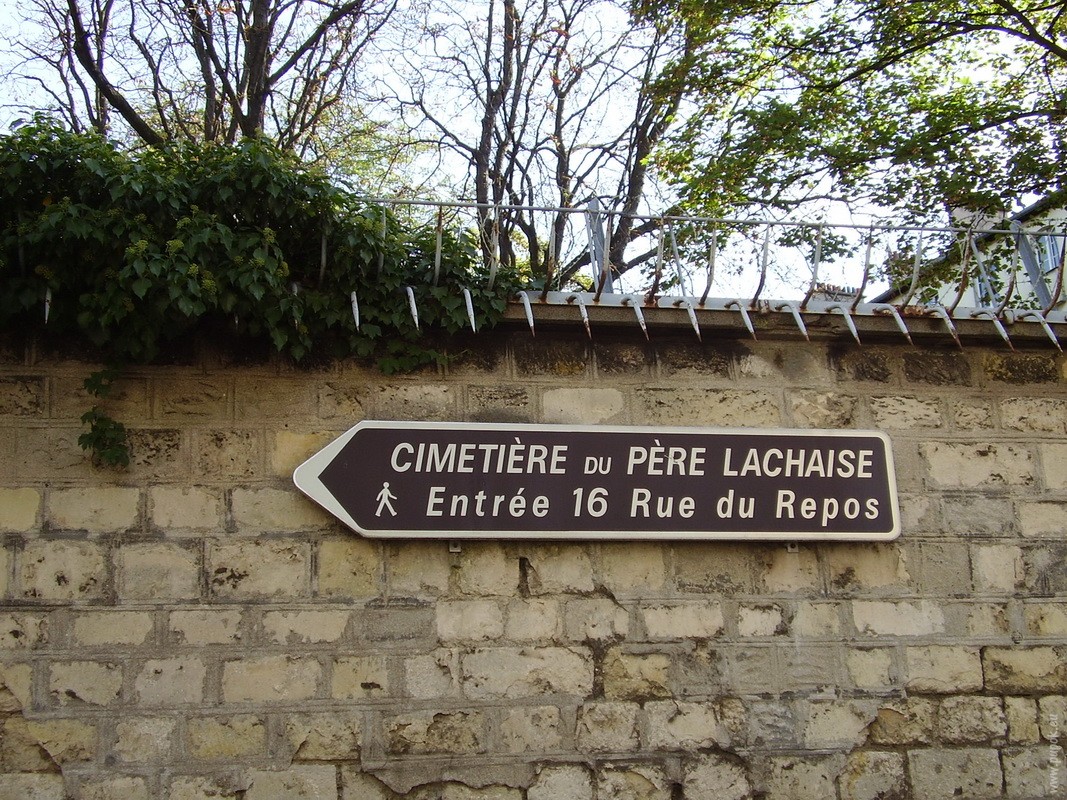 CIMETIÈRE DU PÈRE LACHAISE
Entrée 16 Rue du Repos